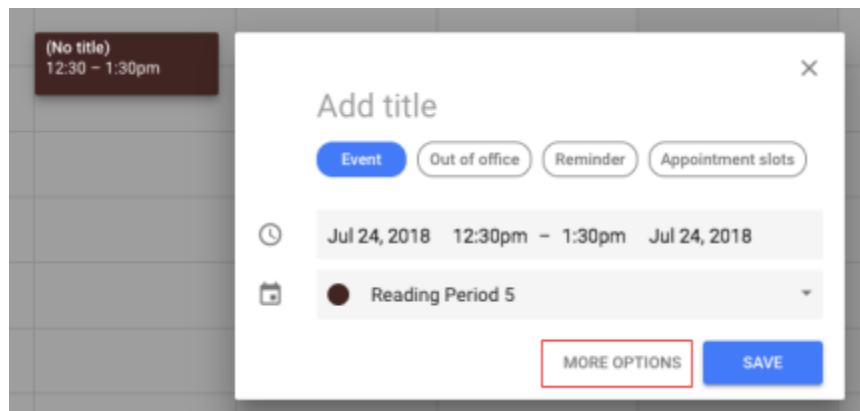 (No title)
12:30 – 1:30pm
Add title
Event Out of office Reminder Appointment slots
Jul 24, 2018 12:30pm – 1:30pm Jul 24, 2018
Reading Period 5
MORE OPTIONS SAVE